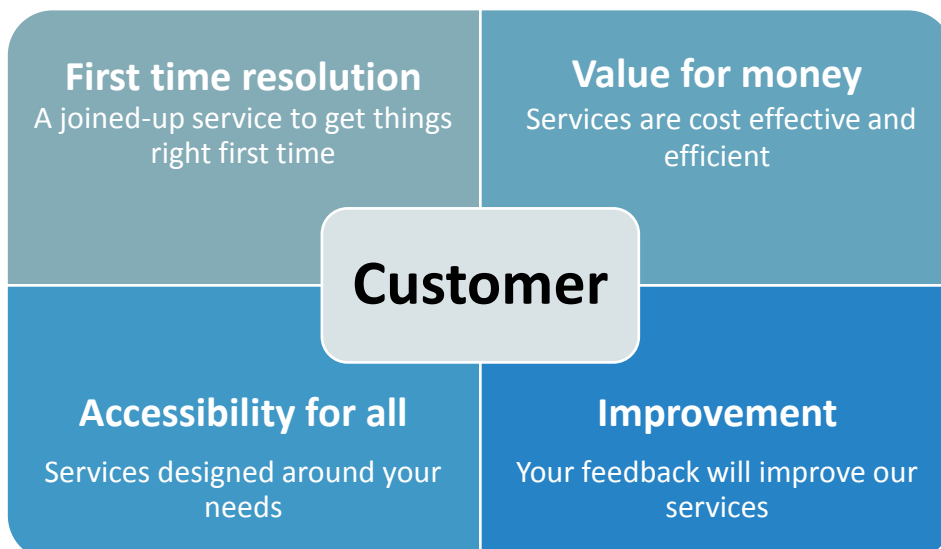 First time resolution
A joined-up service to get things
right first time
Value for money
Services are cost effective and
efficient
Customer
Accessibility for all
Services designed around your
needs
Improvement
Your feedback will improve our
services